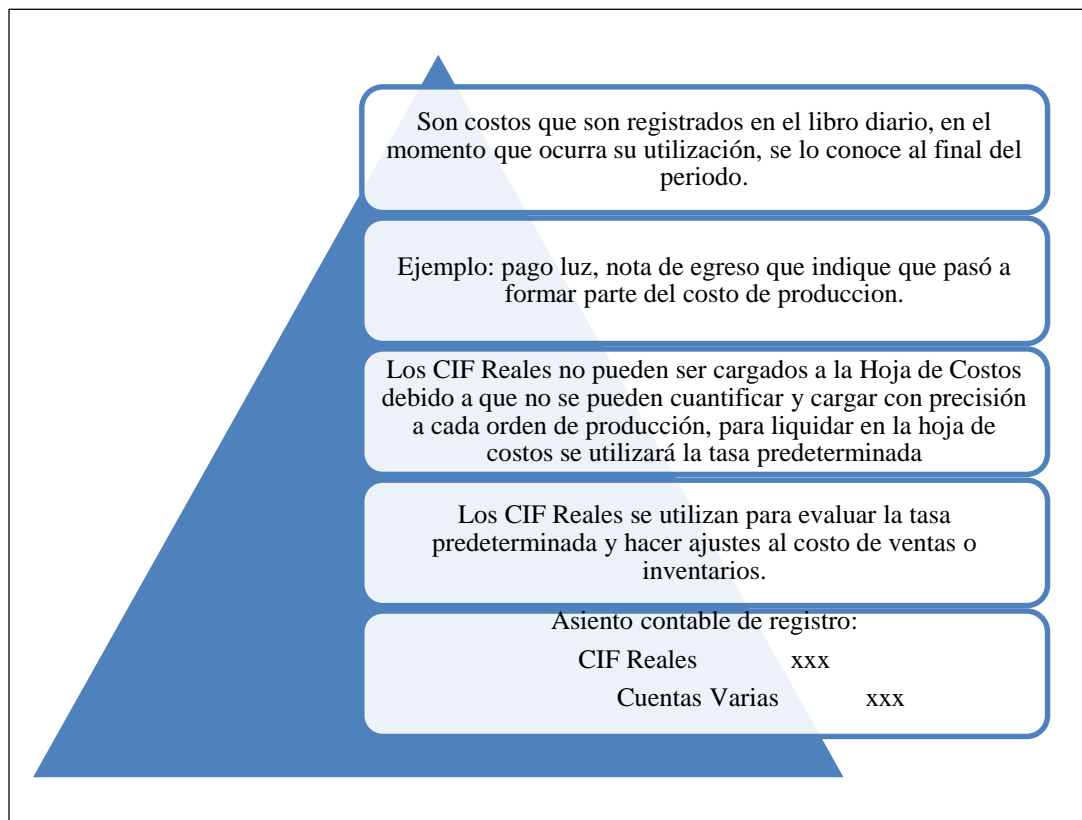 Son costos que son registrados en el libro diario, en el
momento que ocurra su utilización, se lo conoce al final del
periodo.
Ejemplo: pago luz, nota de egreso que indique que pasó a
formar parte del costo de produccion.
Los CIF Reales no pueden ser cargados a la Hoja de Costos
debido a que no se pueden cuantificar y cargar con precisión
a cada orden de producción, para liquidar en la hoja de
costos se utilizará la tasa predeterminada
Los CIF Reales se utilizan para evaluar la tasa
predeterminada y hacer ajustes al costo de ventas o
inventarios.
Asiento contable de registro:
CIF Reales xxx
Cuentas Varias xxx